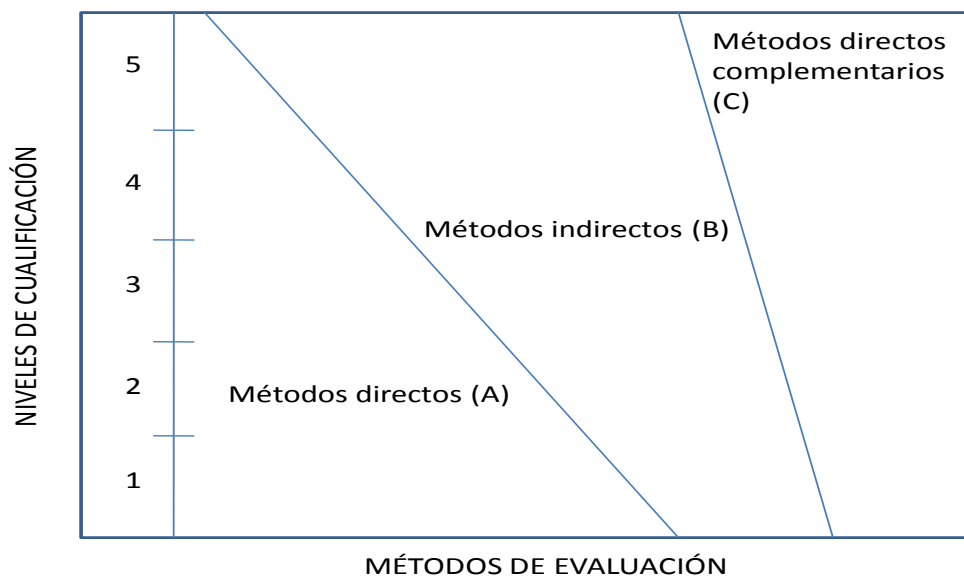 NIVELES DE CUALIFICACIÓN
5
4
3
2
1
Métodos directos
complementarios
(C)
Métodos indirectos (B)
Métodos directos (A)
MÉTODOS DE EVALUACIÓN